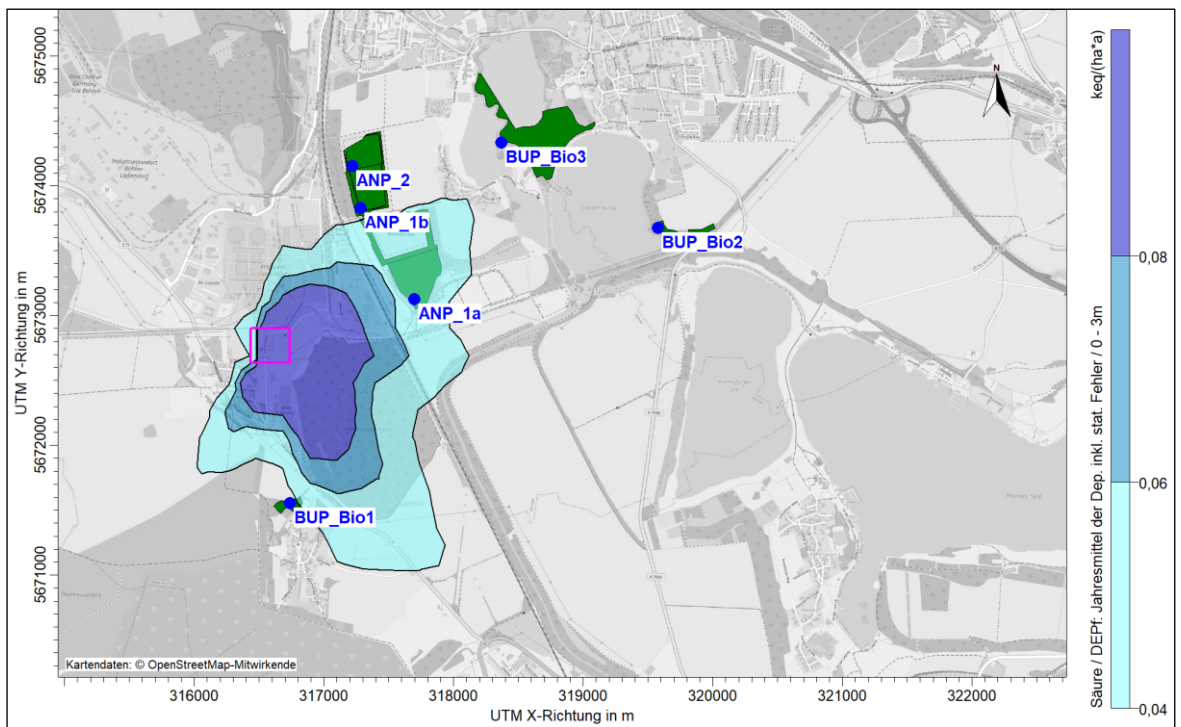 5675000
5674000
5673000
5672000
5671000
UTM Y-Richtung in m
N
BUP_Bio3
ANP_2
ANP_1b
BUP_Bio2
ANP_1a
BUP_Bio1
Kartendaten: © OpenStreetMap-Mitwirkende
316000
317000
318000
319000
320000
321000
322000
UTM X-Richtung in m
Säure / DEPf: Jahresmittel der Dep. inkl. stat. Fehler / 0 - 3m
keq/(ha*a)
0,08
0,06
0,04